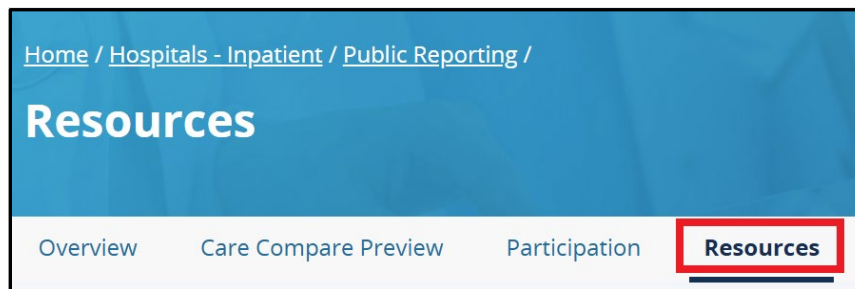 Home / Hospitals - Inpatient / Public Reporting /
Resources
Overview Care Compare Preview Participation Resources